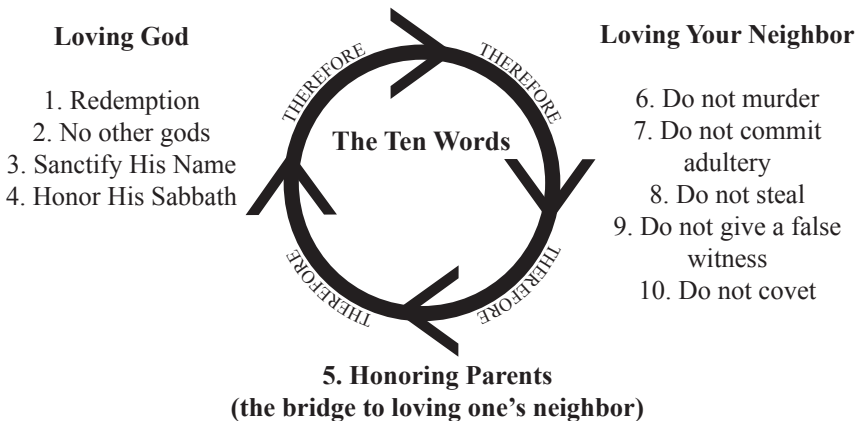 Loving God
1. Redemption
2. No other gods
3. Sanctify His Name
4. Honor His Sabbath
THEREFORE
THEREFORE
The Ten Words
THEREFORE
THEREFORE
Loving Your Neighbor
6. Do not murder
7. Do not commit
adultery
8. Do not steal
9. Do not give a false
witness
10. Do not covet
5. Honoring Parents
(the bridge to loving one’s neighbor)